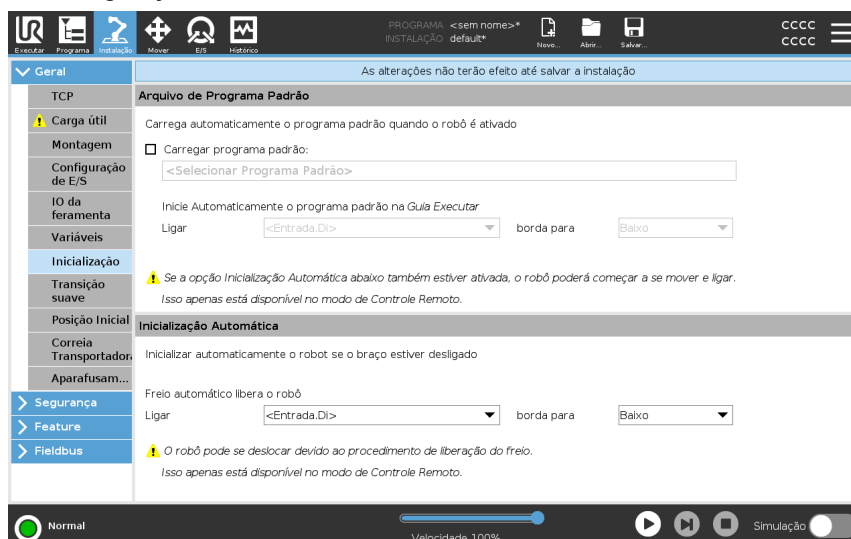 PROGRAMA <sem nome>*
INSTALAÇÃO default*
Executar Programa Instalação Mover E/S Histórico Novo... Abrir... Salvar...
CCCC
CCCC
Geral
As alterações não terão efeito até salvar a instalação
TCP
Carga útil
Montagem
Configuração
de E/S
IO da
feramenta
Variáveis
Inicialização
Transição
suave
Posição Inicial
Correia
Transportador
Aparafusam...
Segurança
Feature
Fieldbus
Arquivo de Programa Padrão
Carrega automaticamente o programa padrão quando o robô é ativado
Carregar programa padrão:
<Selecionar Programa Padrão>
Inicie Automaticamente o programa padrão na Guia Executar
Ligar <Entrada.Di> borda para Baixo
Se a opção Inicialização Automática abaixo também estiver ativada, o robô poderá começar a se mover e ligar.
Isso apenas está disponível no modo de Controle Remoto.
Inicialização Automática
Inicializar automaticamente o robot se o braço estiver desligado
Freio automático libera o robô
Ligar <Entrada.Di> borda para Baixo
O robô pode se deslocar devido ao procedimento de liberação do freio.
Isso apenas está disponível no modo de Controle Remoto.
Normal
Velocidade 100%
Simulação